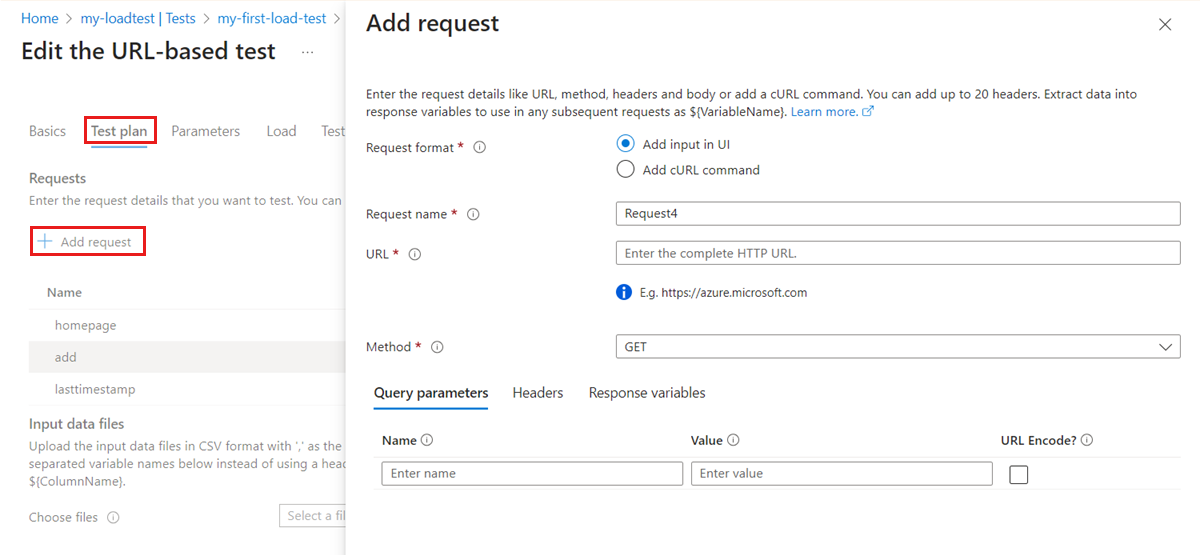 Home > my-loadtest | Tests > my-first-load-test >
Edit the URL-based test ...
Basics Test plan Parameters Load Test
Requests
Enter the request details that you want to test. You can
+ Add request
Name
homepage
add
lasttimestamp
Input data files
Upload the input data files in CSV format with ',' as the
separated variable names below instead of using a
${ColumnName}.
Choose files
Select a
Add request
Enter the request details like URL, method, headers and body or add a cURL command. You can add up to 20 headers. Extract data into
response variables to use in any subsequent requests as ${VariableName}. Learn more.
Request format *
Add input in UI
Add cURL command
Request name *
Request4
URL *
Enter the complete HTTP URL.
E.g. https://azure.microsoft.com
Method *
GET
Query parameters Headers Response variables
Name Value URL Encode?
Enter name Enter value